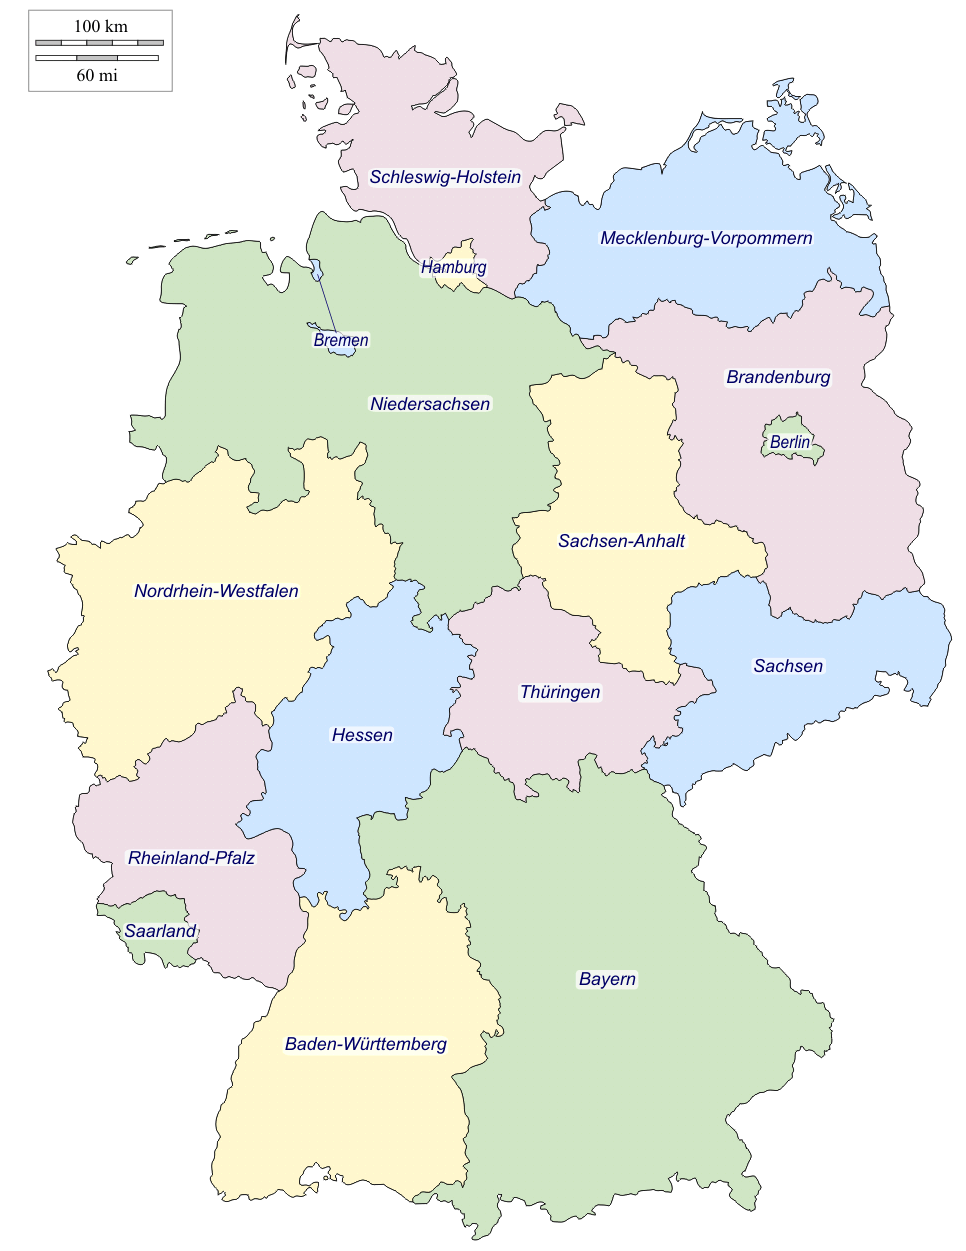 100 km
60 mi
Schleswig-Holstein
Mecklenburg-Vorpommern
Hamburg
Bremen
Brandenburg
Niedersachsen
Berlin
Sachsen-Anhalt
Nordrhein-Westfalen
Sachsen
Thüringen
Hessen
Rheinland-Pfalz
Saarland
Bayern
Baden-Württemberg